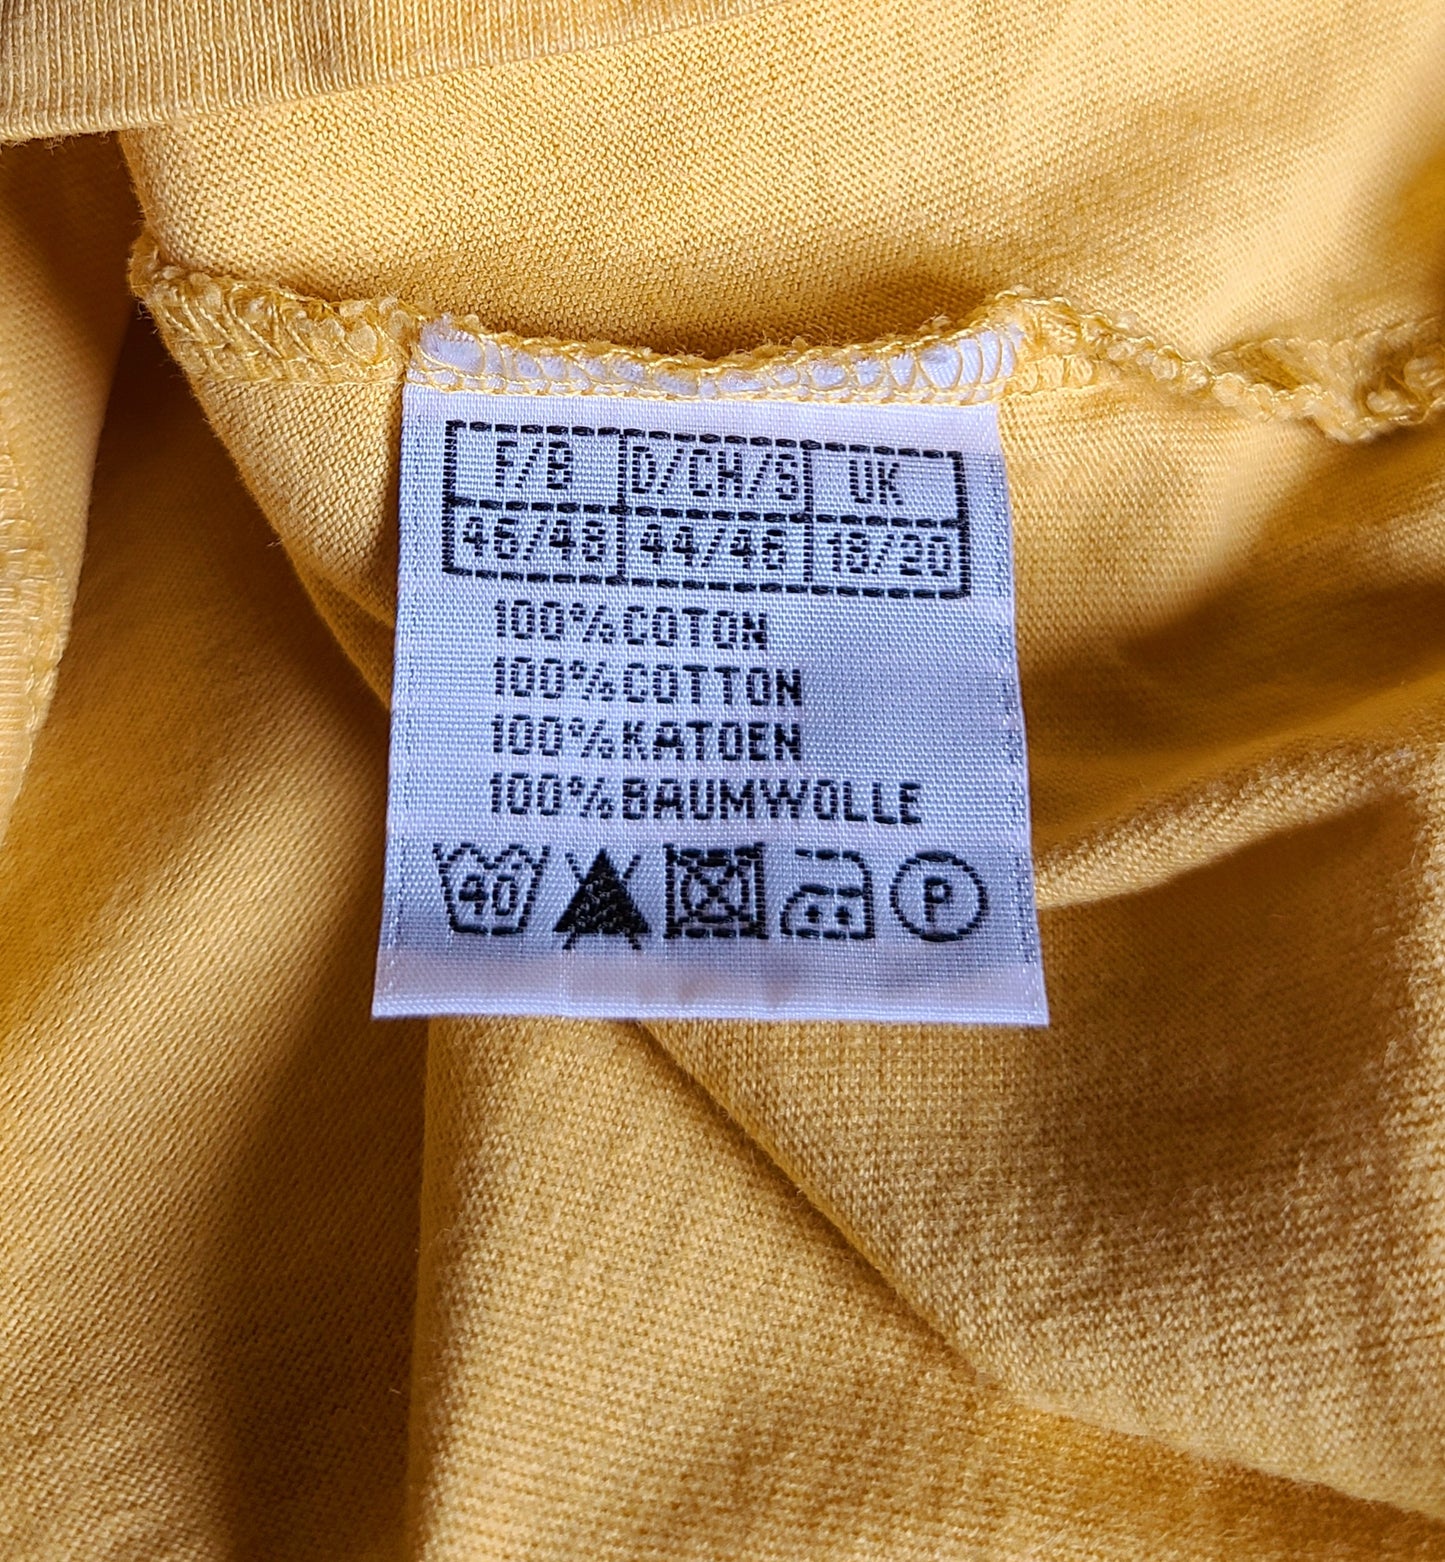 F/B D/CH/S UK
46/48 44/46 18/20
100%COTON
100%COTTON
100%KATOEN
100%BAUMWOLLE
40 P